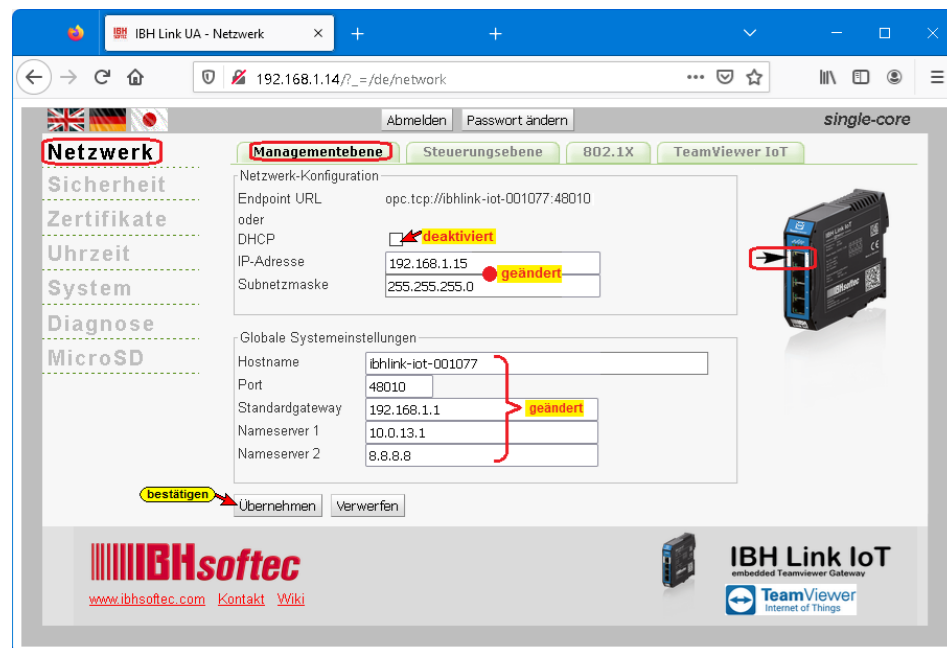 IBH Link UA - Netzwerk
192.168.1.14/?_=/de/network
Abmelden Passwort ändern single-core
Netzwerk
Sicherheit
Zertifikate
Uhrzeit
System
Diagnose
MicroSD
Managementebene Steuerungsebene 802.1X TeamViewer IoT
Netzwerk-Konfiguration
Endpoint URL opc.tcp://ibhlink-iot-001077:48010
oder
DHCP deaktiviert
IP-Adresse 192.168.1.15
geändert
Subnetzmaske 255.255.255.0
Globale Systemeinstellungen
Hostname ibhlink-iot-001077
Port 48010
Standardgateway 192.168.1.1 geändert
Nameserver 1 10.0.13.1
Nameserver 2 8.8.8.8
bestätigen
Übernehmen Verwerfen
IBHsoftec
www.ibhsoftec.com Kontakt Wiki
IBH Link IoT
embedded Teamviewer Gateway
TeamViewer
Internet of Things